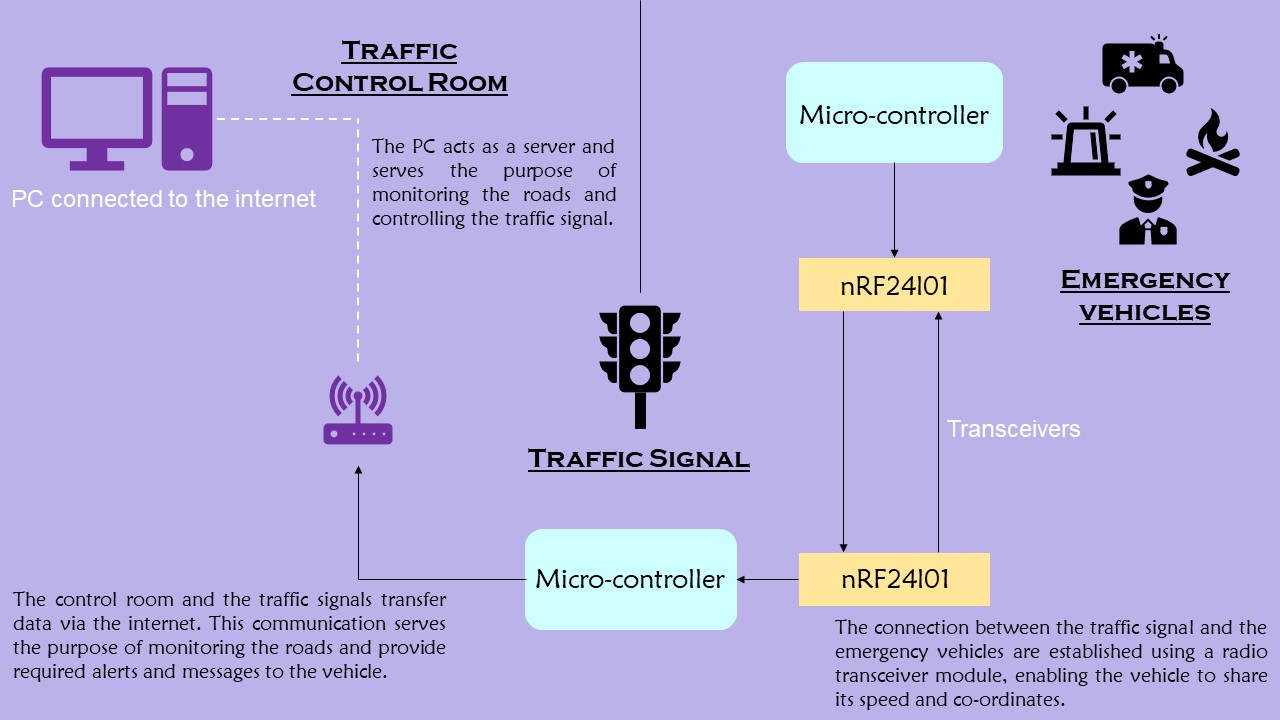 TRAFFIC
CONTROL ROOM
PC connected to the internet
The PC acts as a server and
serves the purpose of
monitoring the roads and
controlling the traffic signal.
Micro-controller
nRF24l01
EMERGENCY
VEHICLES
Transceivers
TRAFFIC SIGNAL
Micro-controller
nRF24l01
The control room and the traffic signals transfer
data via the internet. This communication serves
the purpose of monitoring the roads and provide
required alerts and messages to the vehicle.
The connection between the traffic signal and the
emergency vehicles are established using a radio
transceiver module, enabling the vehicle to share
its speed and co-ordinates.